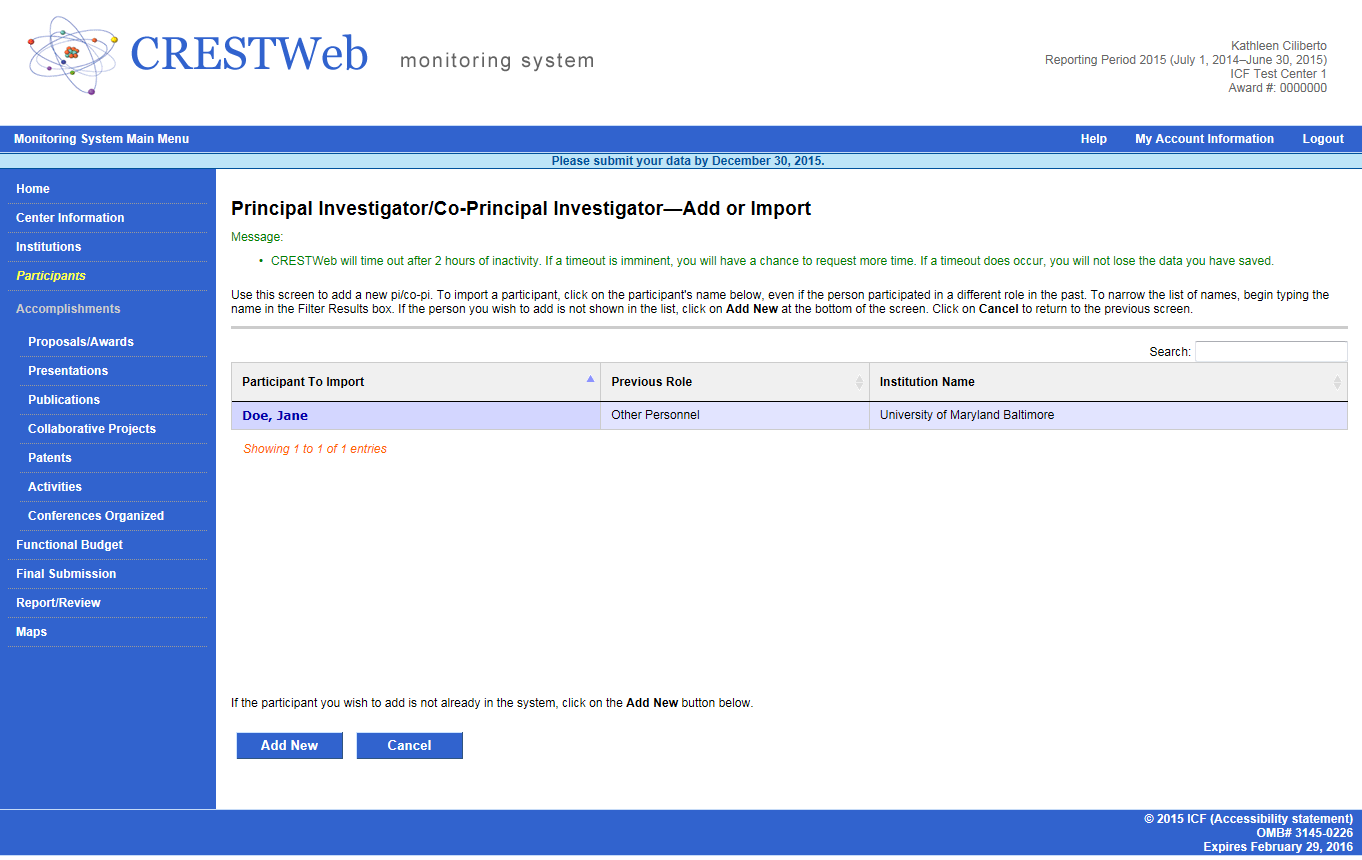 CRESTWeb monitoring system
Kathleen Ciliberto
Reporting Period 2015 (July 1, 2014–June 30, 2015)
ICF Test Center 1
Award #: 0000000
Monitoring System Main Menu
Help My Account Information Logout
Please submit your data by December 30, 2015.
Home
Center Information
Institutions
Participants
Accomplishments
Proposals/Awards
Presentations
Publications
Collaborative Projects
Patents
Activities
Conferences Organized
Functional Budget
Final Submission
Report/Review
Maps
Principal Investigator/Co-Principal Investigator—Add or Import
Message:
• CRESTWeb will time out after 2 hours of inactivity. If a timeout is imminent, you will have a chance to request more time. If a timeout does occur, you will not lose the data you have saved.
Use this screen to add a new pi/co-pi. To import a participant, click on the participant's name below, even if the person participated in a different role in the past. To narrow the list of names, begin typing the
name in the Filter Results box. If the person you wish to add is not shown in the list, click on Add New at the bottom of the screen. Click on Cancel to return to the previous screen.
Search:
Participant To Import Previous Role Institution Name
Doe, Jane Other Personnel University of Maryland Baltimore
Showing 1 to 1 of 1 entries
If the participant you wish to add is not already in the system, click on the Add New button below.
Add New Cancel
© 2015 ICF (Accessibility statement)
OMB# 3145-0226
Expires February 29, 2016